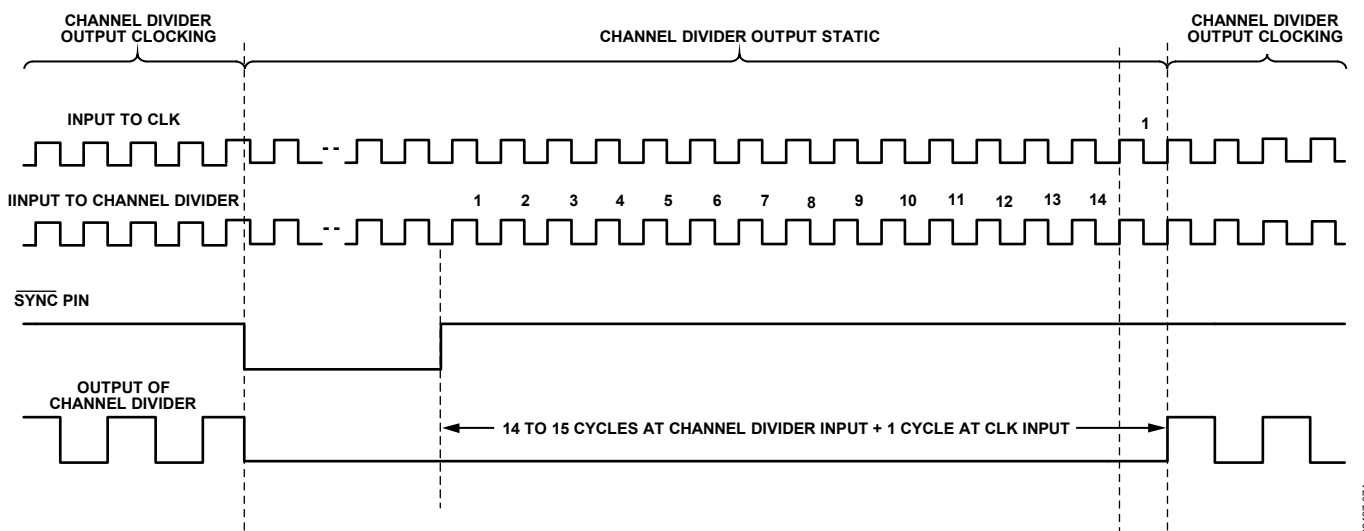 CHANNEL DIVIDER
OUTPUT CLOCKING
CHANNEL DIVIDER OUTPUT STATIC
CHANNEL DIVIDER
OUTPUT CLOCKING
INPUT TO CLK
1
IINPUT TO CHANNEL DIVIDER
1 2 3 4 5 6 7 8 9 10 11 12 13 14
SYNC PIN
OUTPUT OF
CHANNEL DIVIDER
14 TO 15 CYCLES AT CHANNEL DIVIDER INPUT + 1 CYCLE AT CLK INPUT